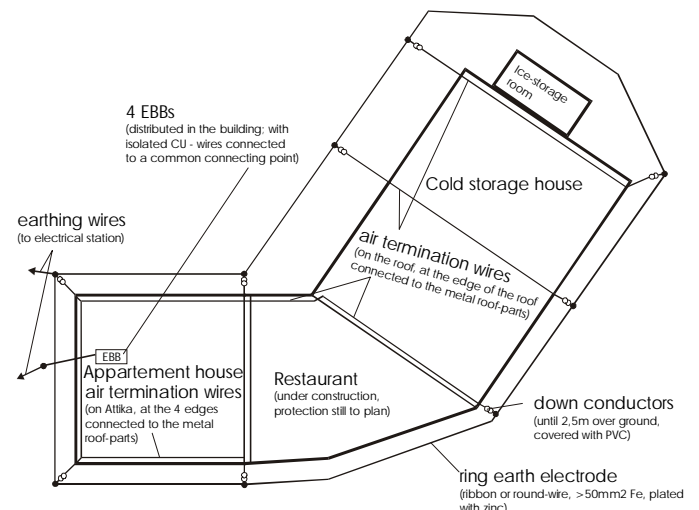 Ice-storage
room
4 EBBs
(distributed in the building; with
isolated CU - wires connected
to a common connecting point)
Cold storage house
earthing wires
(to electrical station)
air termination wires
(on the roof, at the edge of the roof
connected to the metal roof-parts)
EBB
Appartement house
air termination wires
(on Attika, at the 4 edges
connected to the metal
roof-parts)
Restaurant
(under construction,
protection still to plan)
down conductors
(until 2,5m over ground,
covered with PVC)
ring earth electrode
(ribbon or round-wire, >50mm2 Fe, plated
with zinc)